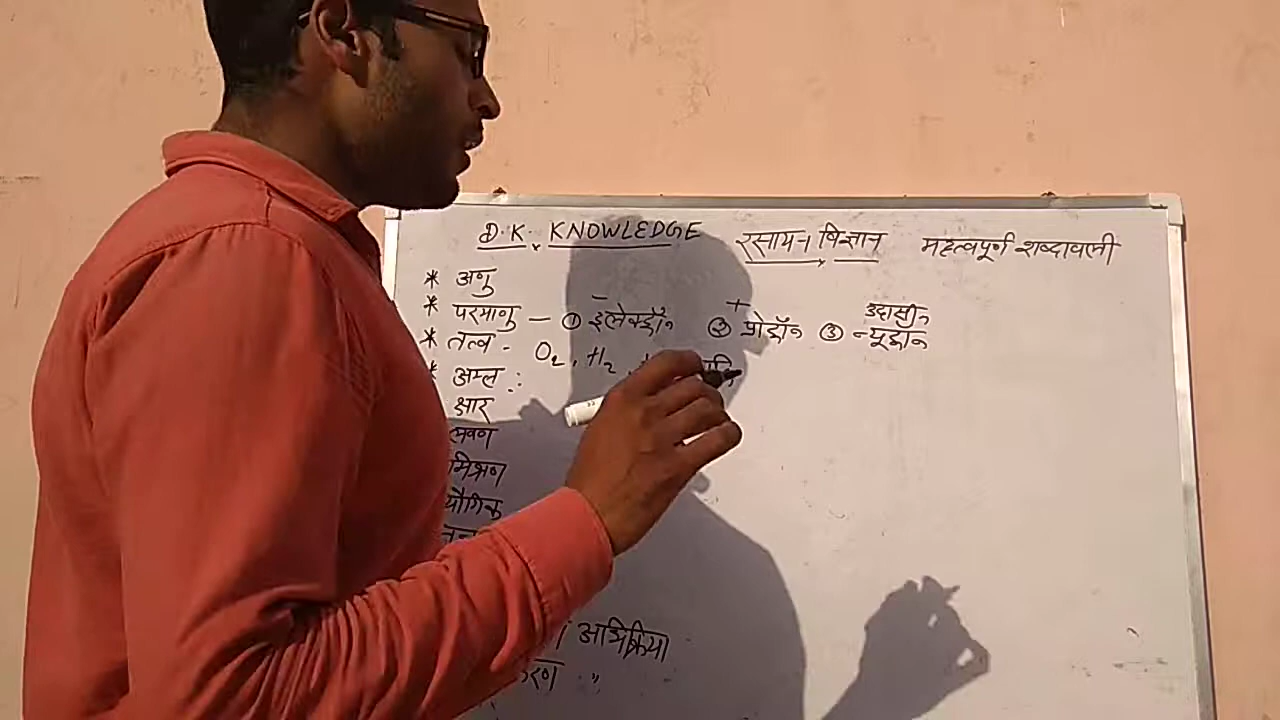 D.K. KNOWLEDGE रसायन विज्ञान महत्वपूर्ण शब्दावली
* अणु
* परमाणु – ① इलेक्ट्रॉन − ② प्रोट्रॉन + ③ न्यूट्रान उदासीन
* तत्व - O2, H2
* अम्ल :
क्षार -
लवण
मिश्रण
यौगिक
अभिक्रिया
करण "